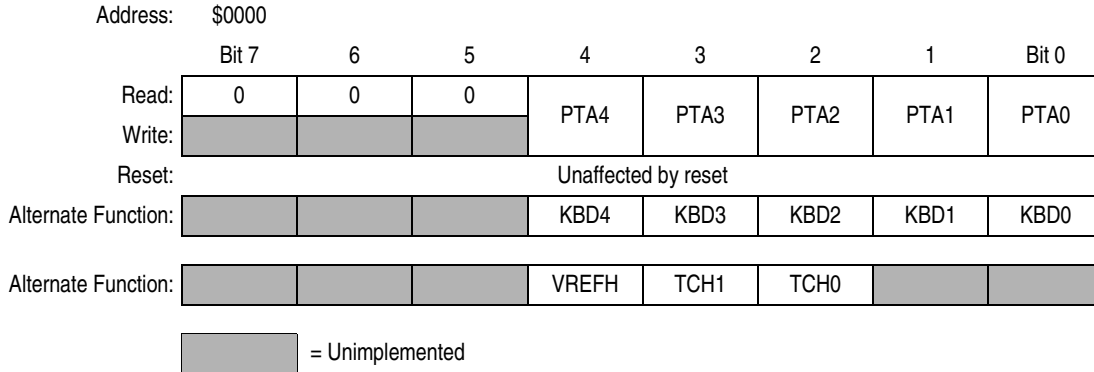 Address: $0000
Bit 7 6 5 4 3 2 1 Bit 0
Read: 0 0 0 PTA4 PTA3 PTA2 PTA1 PTA0
Write:
Reset: Unaffected by reset
Alternate Function: KBD4 KBD3 KBD2 KBD1 KBD0
Alternate Function: VREFH TCH1 TCH0
= Unimplemented